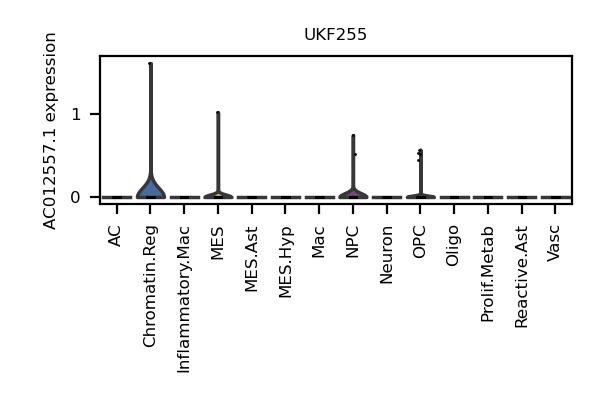 UKF255
AC012557.1 expression
1
0
AC
Chromatin.Reg
Inflammatory.Mac
MES
MES.Ast
MES.Hyp
Mac
NPC
Neuron
OPC
Oligo
Prolif.Metab
Reactive.Ast
Vasc